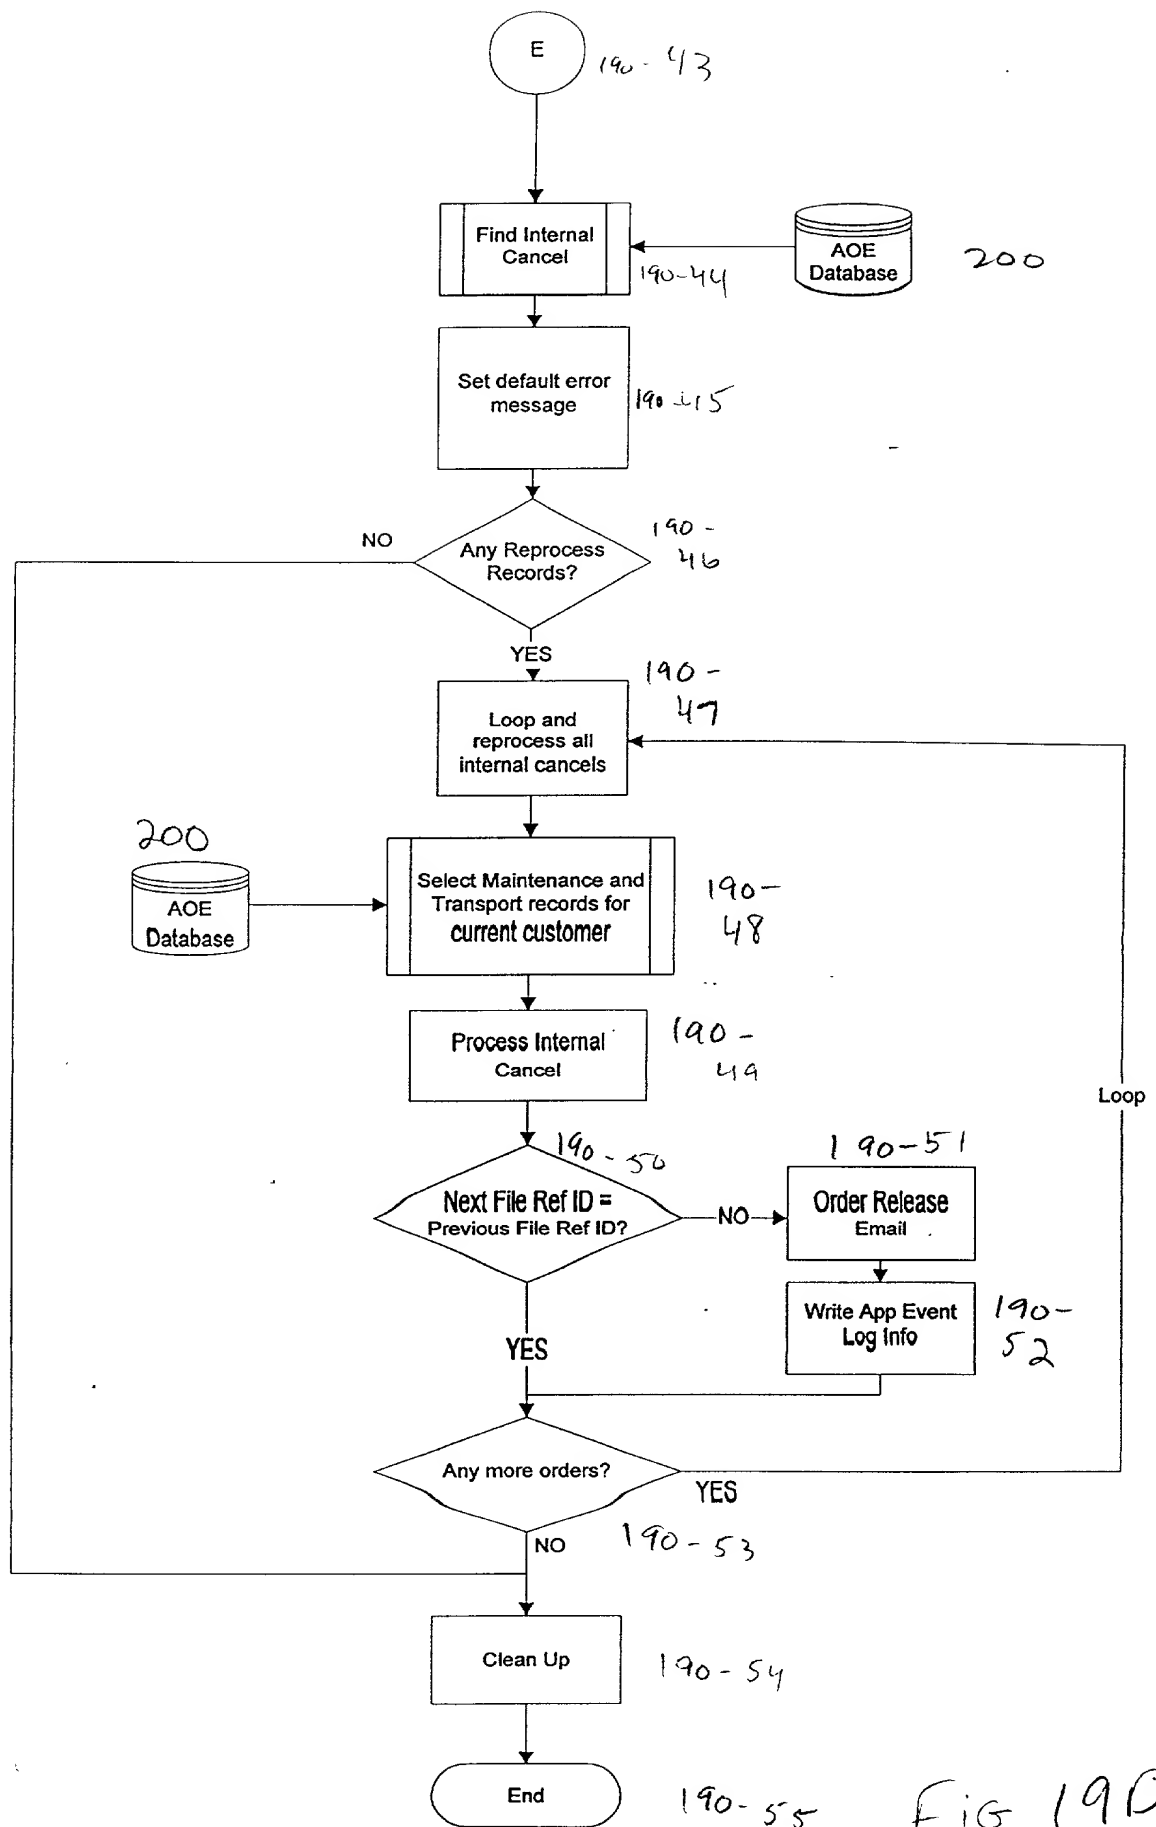 E
190-43
Find Internal
Cancel
190-44
AOE
Database
200
Set default error
message
190-45
Any Reprocess
Records?
190-
46
NO
YES
Loop and
reprocess all
internal cancels
190-
47
200
AOE
Database
Select Maintenance and
Transport records for
current customer
190-
48
Process Internal
Cancel
190-
49
Loop
Next File Ref ID =
Previous File Ref ID?
190-50
NO
190-51
Order Release
Email
Write App Event
Log Info
190-
52
YES
Any more orders?
YES
NO
190-53
Clean Up
190-54
End
190-55
FiG 19D